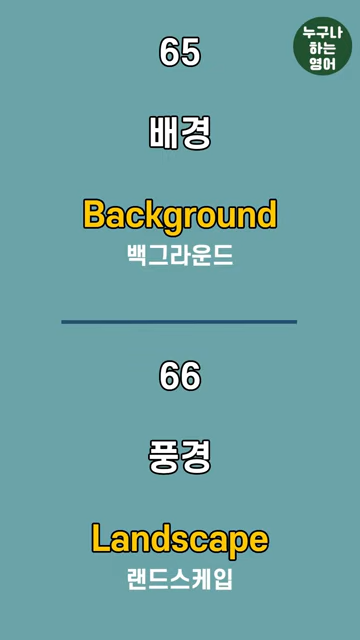 65
누구나
하는
영어
배경
Background
백그라운드
66
풍경
Landscape
랜드스케입